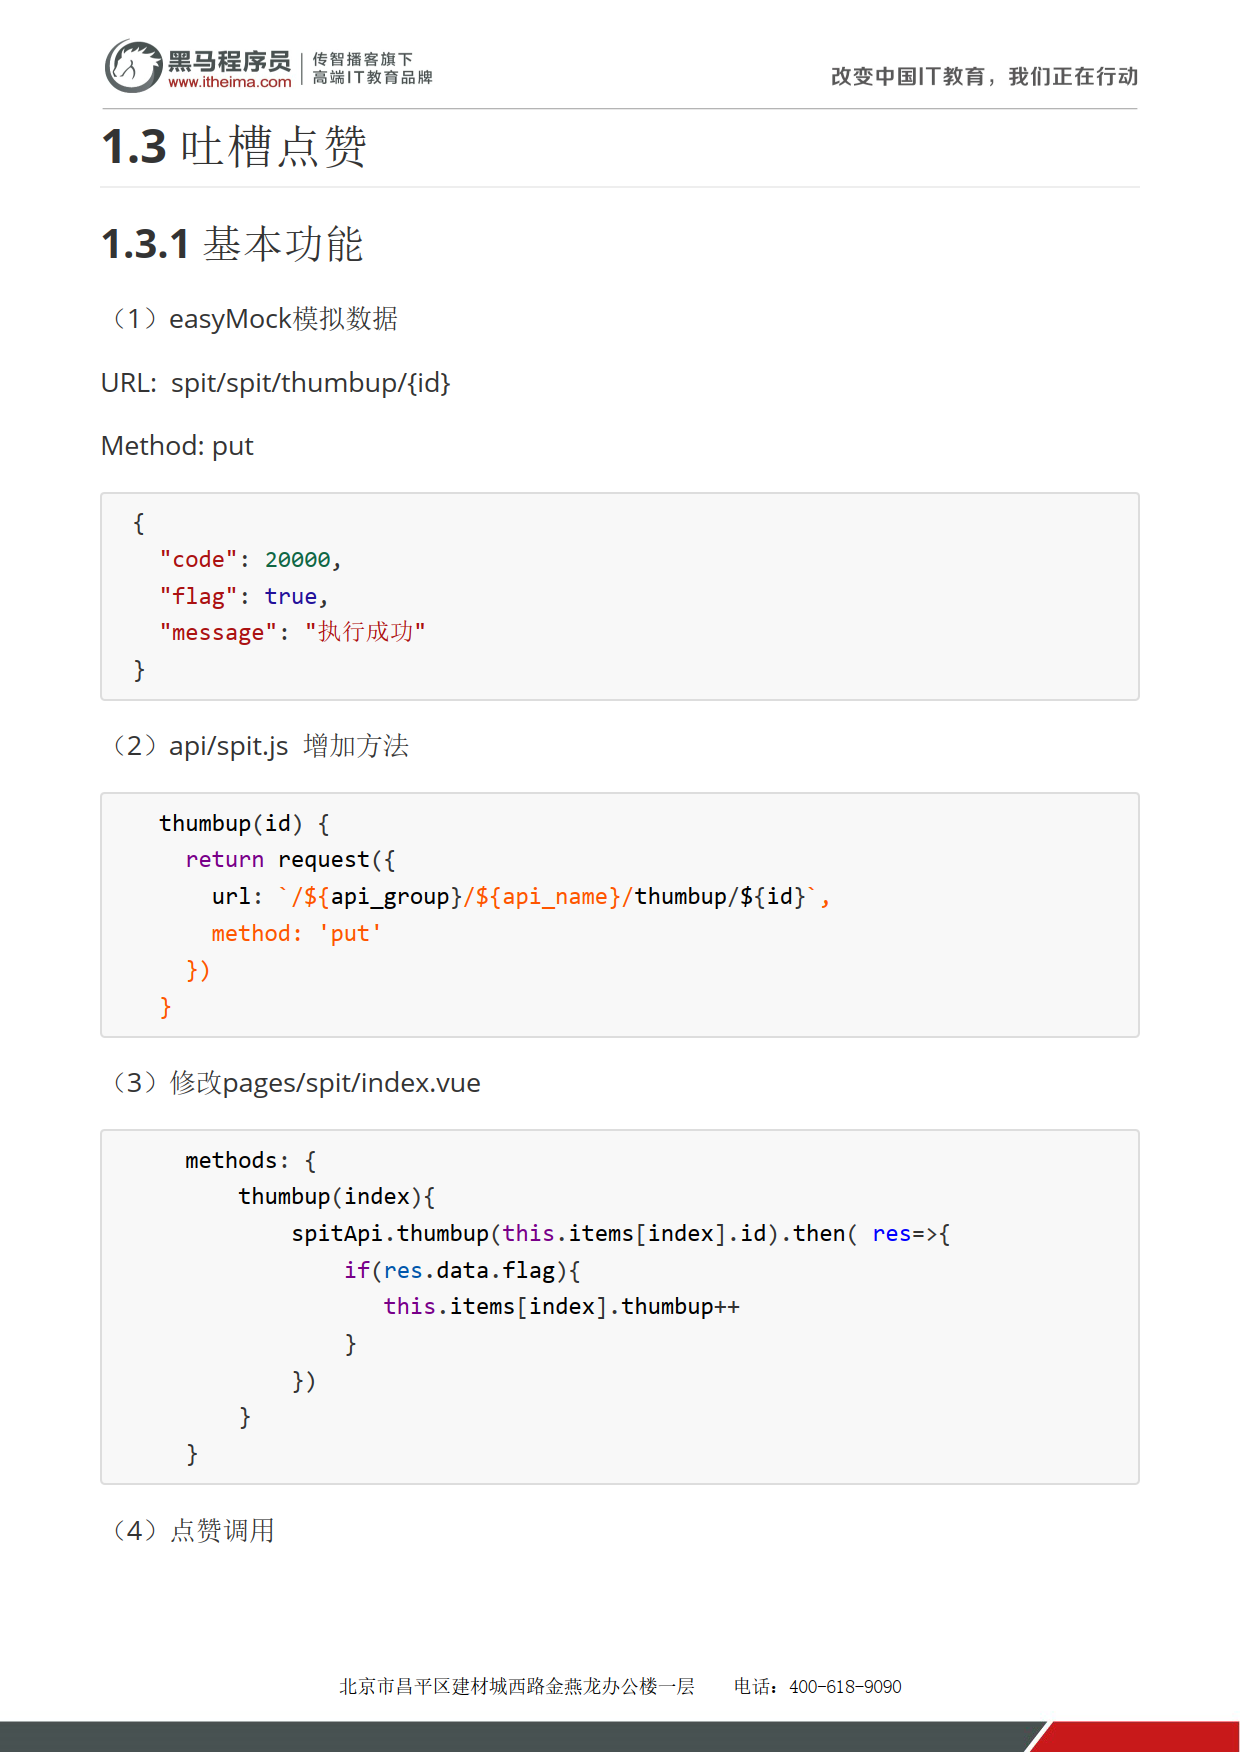 黑马程序员
www.itheima.com
传智播客旗下
高端IT教育品牌
改变中国IT教育，我们正在行动
1.3 吐槽点赞
1.3.1 基本功能
（1）easyMock模拟数据
URL:  spit/spit/thumbup/{id}
Method: put
{
  "code": 20000,
  "flag": true,
  "message": "执行成功"
}
（2）api/spit.js  增加方法
  thumbup(id) {
    return request({
      url: `/${api_group}/${api_name}/thumbup/${id}`,
      method: 'put'
    })
  }
（3）修改pages/spit/index.vue
    methods: {
        thumbup(index){
            spitApi.thumbup(this.items[index].id).then( res=>{
                if(res.data.flag){
                   this.items[index].thumbup++
                }
            })
        }
    }
（4）点赞调用
北京市昌平区建材城西路金燕龙办公楼一层    电话：400-618-9090